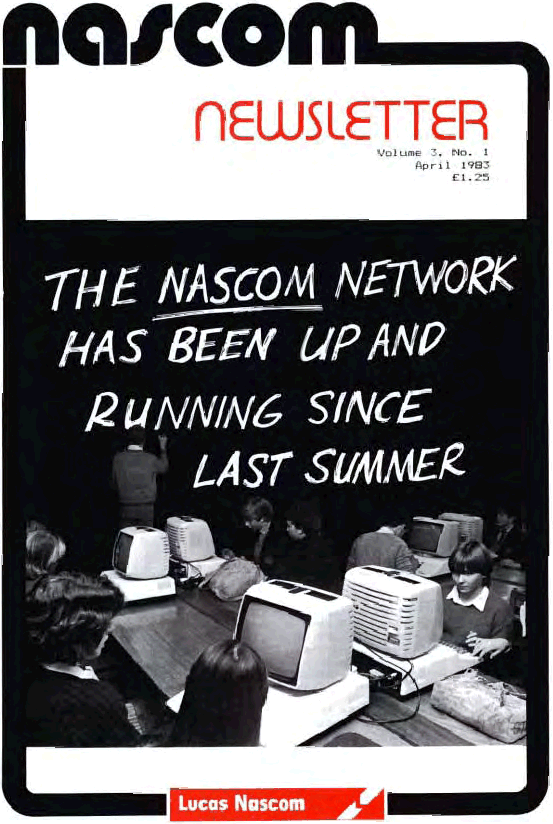 nascom
NEWSLETTER
Volume 3, No. 1
April 1983
£1.25
THE NASCOM NETWORK
HAS BEEN UP AND
RUNNING SINCE
LAST SUMMER
Lucas Nascom